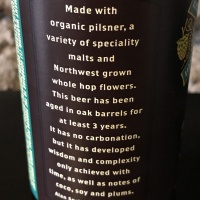 Made with
organic pilsner, a
variety of speciality
malts and
Northwest grown
whole hop flowers.
This beer has been
aged in oak barrels for
at least 3 years.
It has no carbonation,
but it has developed
wisdom and complexity
only achieved with
time, as well as notes of
coco, soy and plums.